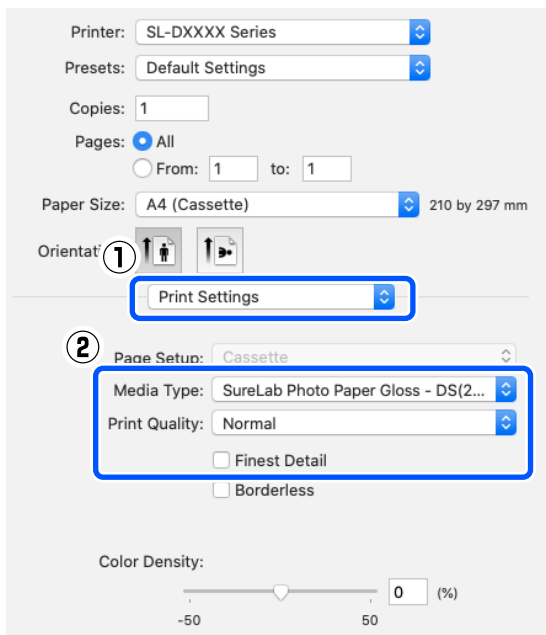 Printer: SL-DXXXX Series
Presets: Default Settings
Copies: 1
Pages: All
From: 1 to: 1
Paper Size: A4 (Cassette) 210 by 297 mm
Orientati
1
Print Settings
2
Page Setup: Cassette
Media Type: SureLab Photo Paper Gloss - DS(2...
Print Quality: Normal
Finest Detail
Borderless
Color Density:
0 (%)
-50 50